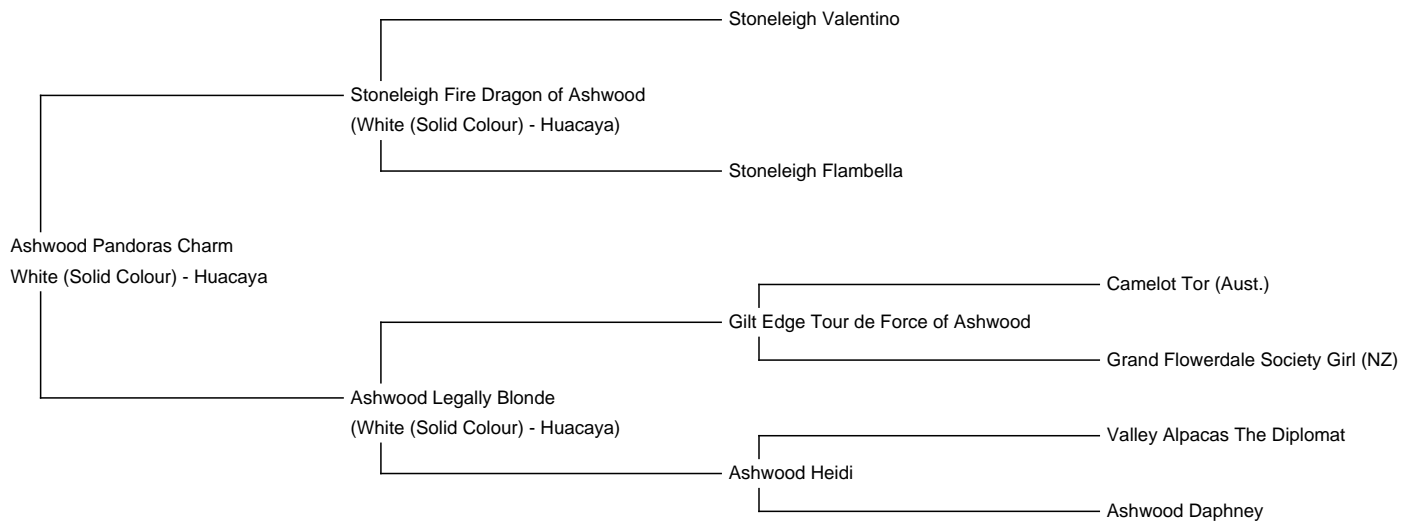 Stoneleigh Valentino
Stoneleigh Fire Dragon of Ashwood
(White (Solid Colour) - Huacaya)
Stoneleigh Flambella
Ashwood Pandoras Charm
White (Solid Colour) - Huacaya
Camelot Tor (Aust.)
Gilt Edge Tour de Force of Ashwood
Grand Flowerdale Society Girl (NZ)
Ashwood Legally Blonde
(White (Solid Colour) - Huacaya)
Valley Alpacas The Diplomat
Ashwood Heidi
Ashwood Daphney